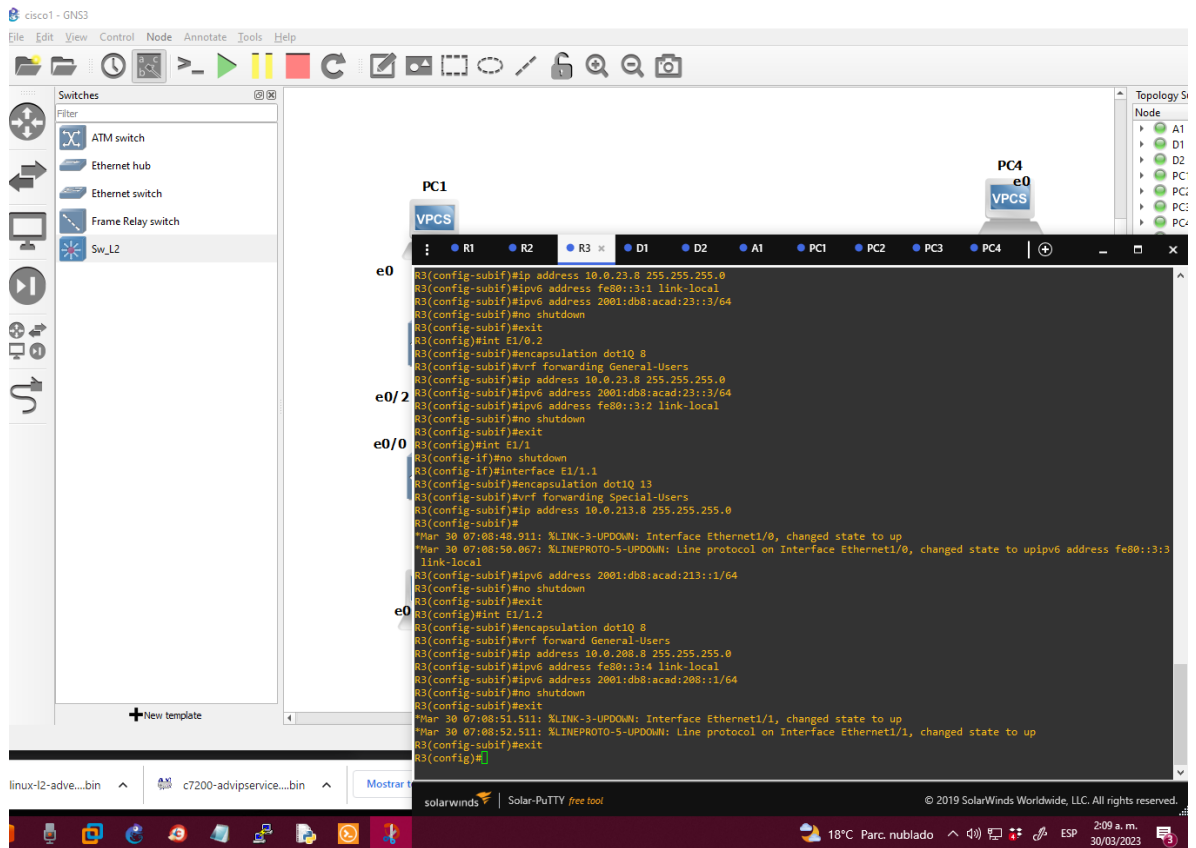 cisco1 - GNS3
File Edit View Control Node Annotate Tools Help
Switches
Filter
ATM switch
Ethernet hub
Ethernet switch
Frame Relay switch
Sw_L2
New template
Topology
Node
A1
D1
D2
PC1
VPCS
e0
e0/2
e0/0
e0
PC4
e0
VPCS
R1 R2 R3 D1 D2 A1 PC1 PC2 PC3 PC4
R3(config-subif)#ip address 10.0.23.8 255.255.255.0
R3(config-subif)#ipv6 address fe80::3:1 link-local
R3(config-subif)#ipv6 address 2001:db8:acad:23::3/64
R3(config-subif)#no shutdown
R3(config-subif)#exit
R3(config)#int E1/0.2
R3(config-subif)#encapsulation dot1Q 8
R3(config-subif)#vrf forwarding General-Users
R3(config-subif)#ip address 10.0.23.8 255.255.255.0
R3(config-subif)#ipv6 address 2001:db8:acad:23::3/64
R3(config-subif)#ipv6 address fe80::3:2 link-local
R3(config-subif)#no shutdown
R3(config-subif)#exit
R3(config)#int E1/1
R3(config-if)#no shutdown
R3(config-if)#interface E1/1.1
R3(config-subif)#encapsulation dot1Q 13
R3(config-subif)#vrf forwarding Special-Users
R3(config-subif)#ip address 10.0.213.8 255.255.255.0
R3(config-subif)#
*Mar 30 07:08:48.911: %LINK-3-UPDOWN: Interface Ethernet1/0, changed state to up
*Mar 30 07:08:50.067: %LINEPROTO-5-UPDOWN: Line protocol on Interface Ethernet1/0, changed state to upipv6 address fe80::3:3
link-local
R3(config-subif)#ipv6 address 2001:db8:acad:213::1/64
R3(config-subif)#no shutdown
R3(config-subif)#exit
R3(config)#int E1/1.2
R3(config-subif)#encapsulation dot1Q 8
R3(config-subif)#vrf forward General-Users
R3(config-subif)#ip address 10.0.208.8 255.255.255.0
R3(config-subif)#ipv6 address fe80::3:4 link-local
R3(config-subif)#ipv6 address 2001:db8:acad:208::1/64
R3(config-subif)#no shutdown
R3(config-subif)#exit
*Mar 30 07:08:51.511: %LINK-3-UPDOWN: Interface Ethernet1/1, changed state to up
*Mar 30 07:08:52.511: %LINEPROTO-5-UPDOWN: Line protocol on Interface Ethernet1/1, changed state to up
R3(config-subif)#exit
R3(config)#
solarwinds Solar-PuTTY free tool © 2019 SolarWinds Worldwide, LLC. All rights reserved.
linux-l2-adve....bin c7200-advipservice....bin Mostrar
18°C Parc. nublado ESP 2:09 a. m.
30/03/2023
3